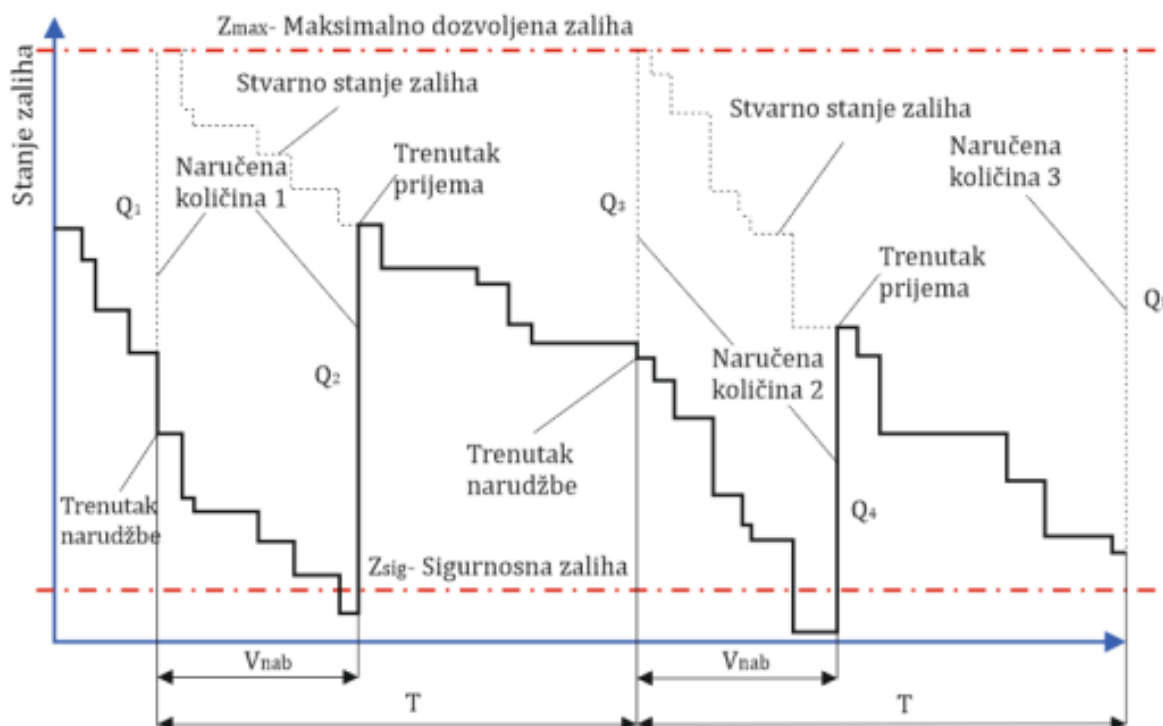 Zmax- Maksimalno dozvoljena zaliha
Stanje zaliha
Stvarno stanje zaliha
Stvarno stanje zaliha
Naručena
količina 1
Trenutak
prijema
Naručena
količina 3
Q1
Q3
Trenutak
prijema
Q2
Naručena
količina 2
Trenutak
narudžbe
Trenutak
narudžbe
Q4
Zsig- Sigurnosna zaliha
Vnab
Vnab
T
T